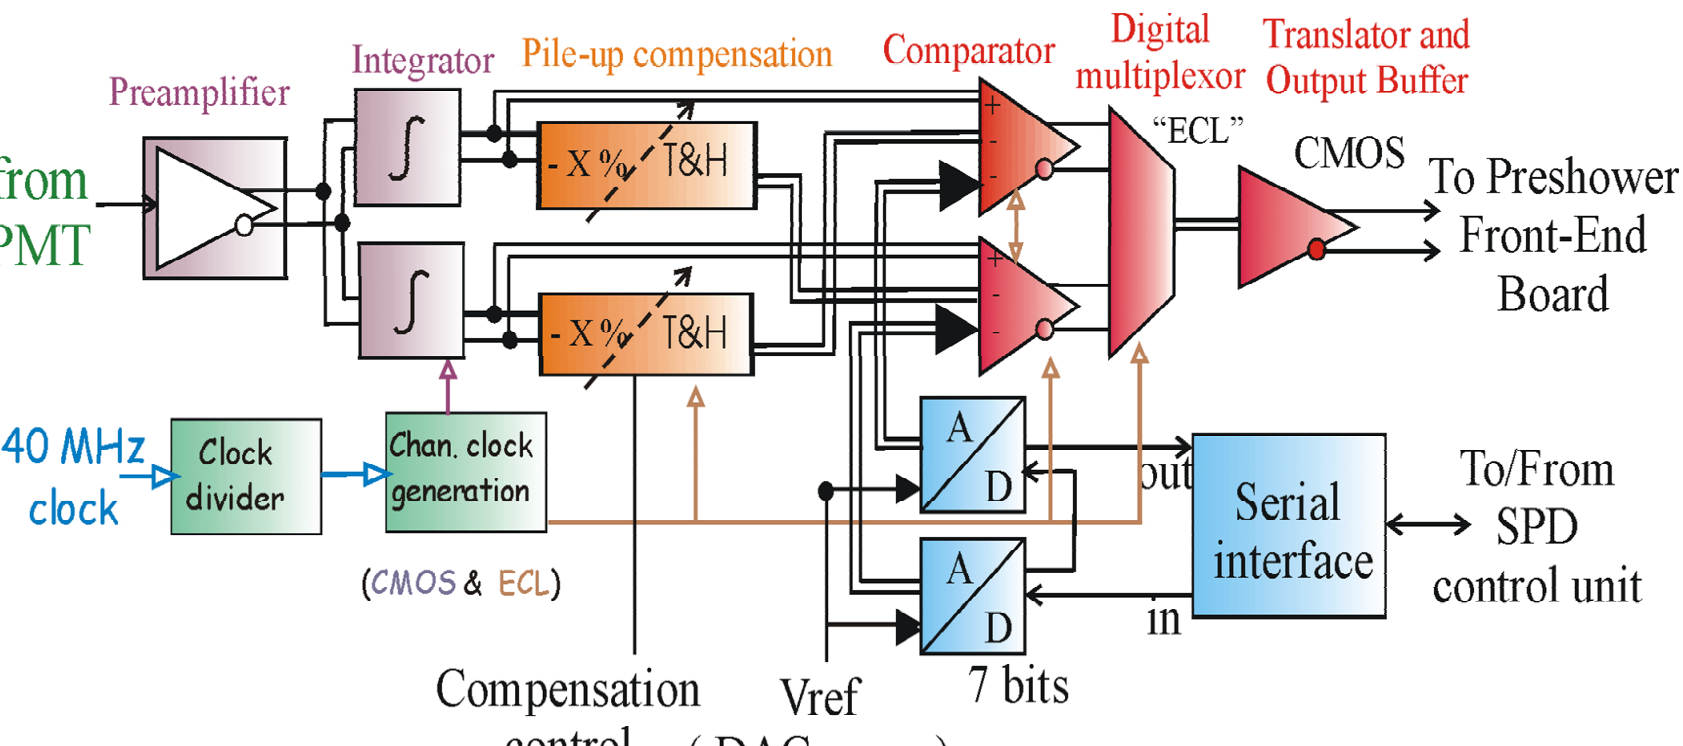 Preamplifier
Integrator
Pile-up compensation
Comparator
Digital
multiplexor
Translator and
Output Buffer
from
PMT
∫
- X %
T&H
+
-
-
“ECL”
CMOS
To Preshower
Front-End
Board
∫
- X %
T&H
+
-
-
40 MHz
clock
Clock
divider
Chan. clock
generation
(CMOS & ECL)
A
D
A
D
out
in
Serial
interface
To/From
SPD
control unit
7 bits
Compensation
control
Vref
( DAC
)